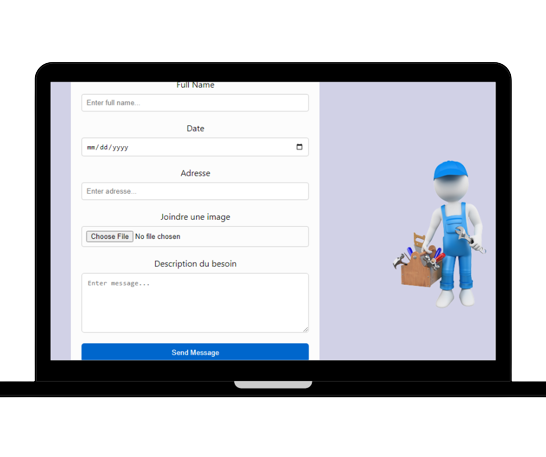 Full Name
Enter full name...
Date
mm/dd/yyyy
Adresse
Enter adresse...
Joindre une image
Choose File No file chosen
Description du besoin
Enter message...
Send Message